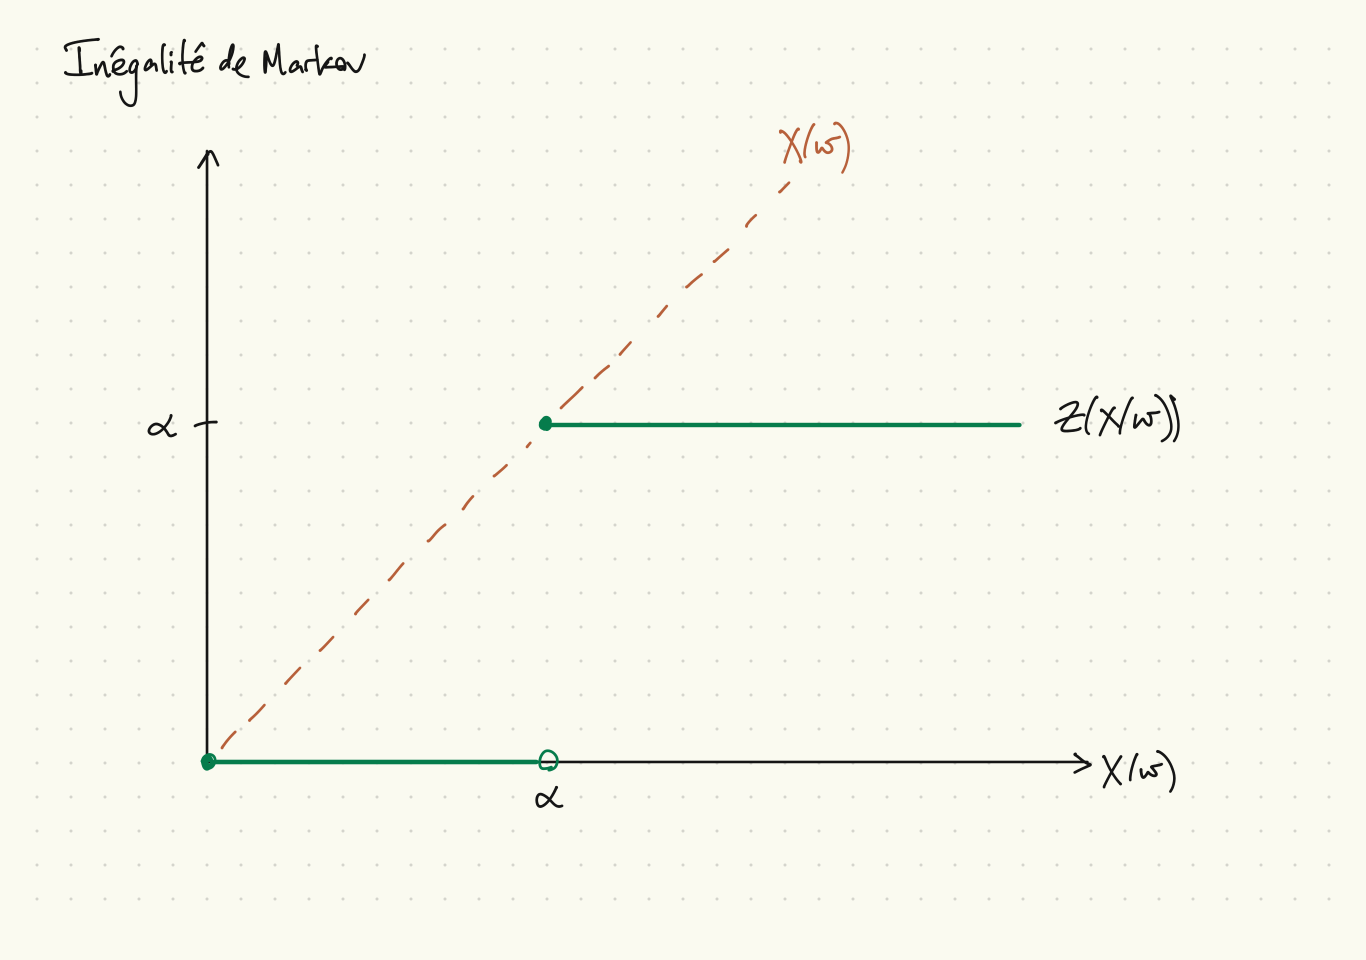 Inégalité de Markov
X(ω)
α
Z(X(ω))
X(ω)
α